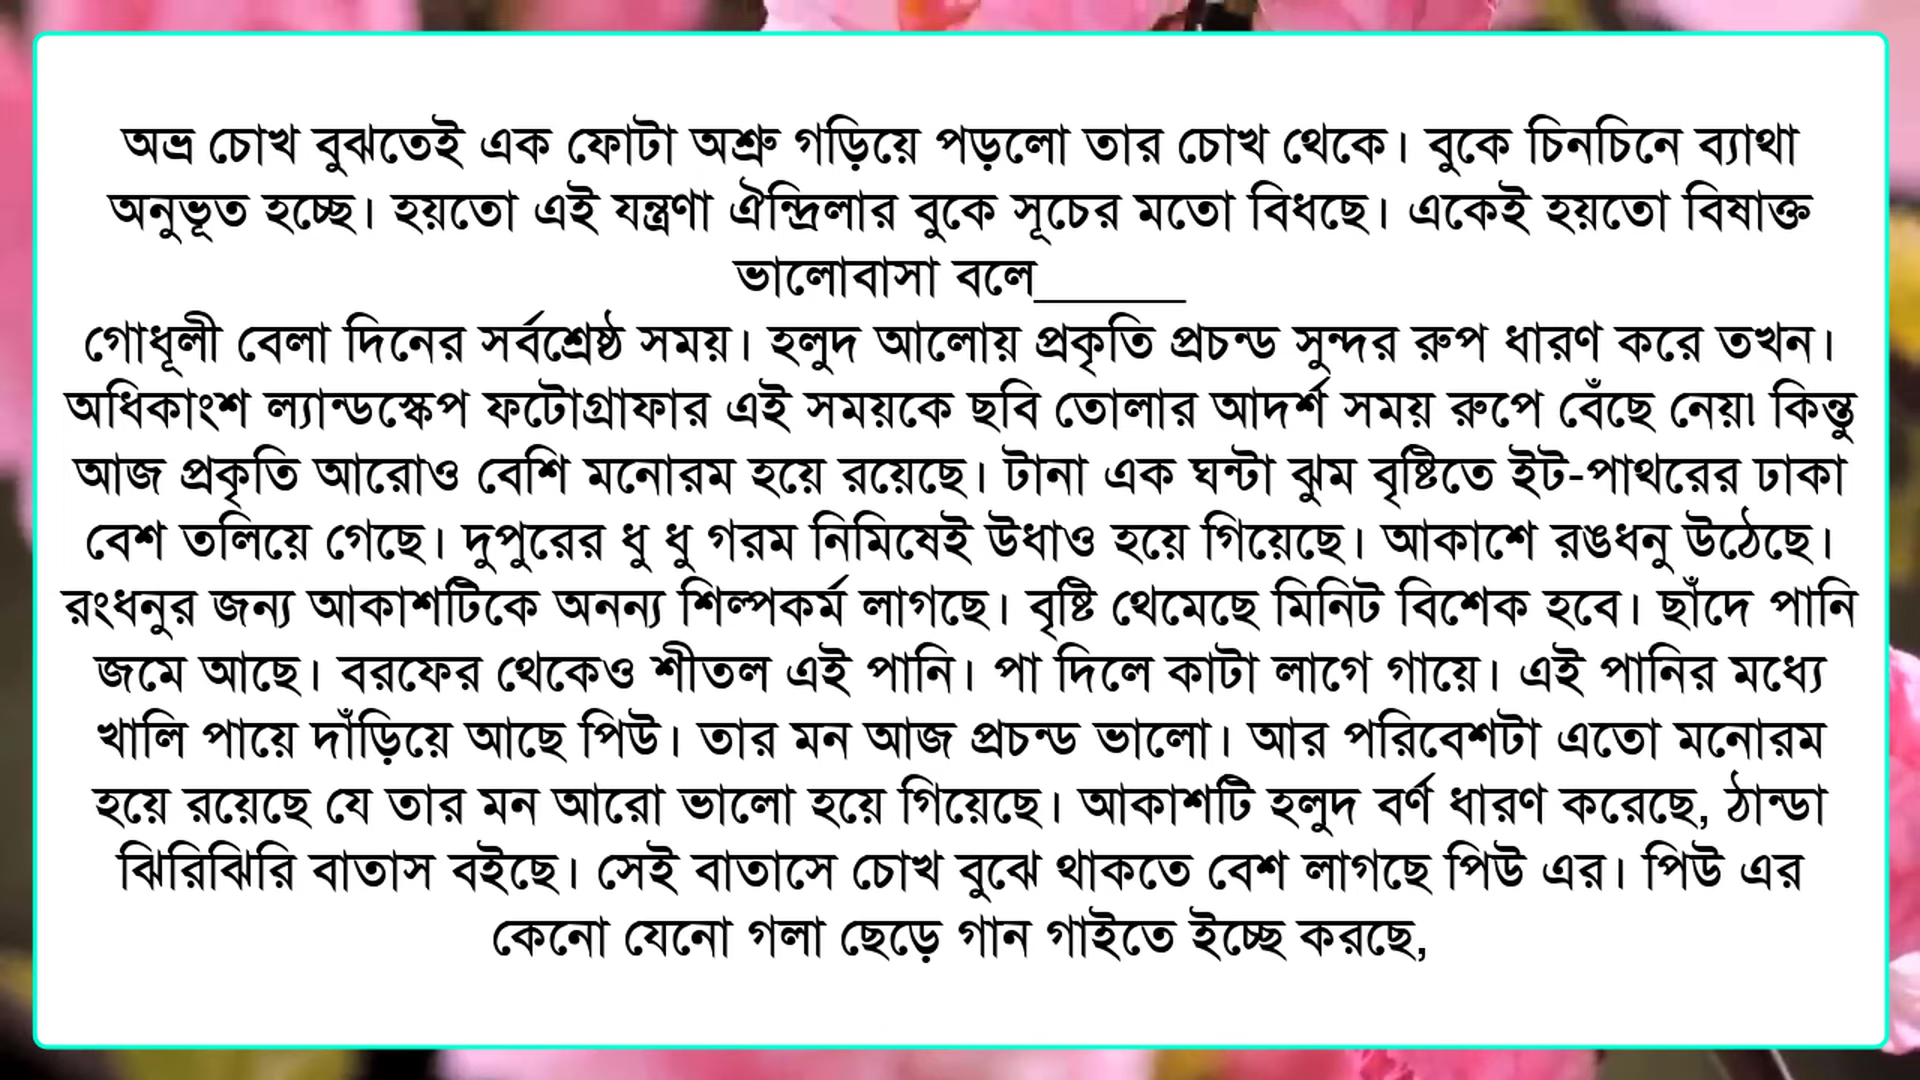 অভ্র চোখ বুঝতেই এক ফোটা অশ্রু গড়িয়ে পড়লো তার চোখ থেকে। বুকে চিনচিনে ব্যাথা
অনুভূত হচ্ছে। হয়তো এই যন্ত্রণা ঐন্দ্রিলার বুকে সূচের মতো বিধছে। একেই হয়তো বিষাক্ত
ভালোবাসা বলে______
গোধূলী বেলা দিনের সর্বশ্রেষ্ঠ সময়। হলুদ আলোয় প্রকৃতি প্রচন্ড সুন্দর রুপ ধারণ করে তখন।
অধিকাংশ ল্যান্ডস্কেপ ফটোগ্রাফার এই সময়কে ছবি তোলার আদর্শ সময় রুপে বেঁছে নেয়৷ কিন্তু
আজ প্রকৃতি আরোও বেশি মনোরম হয়ে রয়েছে। টানা এক ঘন্টা ঝুম বৃষ্টিতে ইট-পাথরের ঢাকা
বেশ তলিয়ে গেছে। দুপুরের ধু ধু গরম নিমিষেই উধাও হয়ে গিয়েছে। আকাশে রঙধনু উঠেছে।
রংধনুর জন্য আকাশটিকে অনন্য শিল্পকর্ম লাগছে। বৃষ্টি থেমেছে মিনিট বিশেক হবে। ছাঁদে পানি
জমে আছে। বরফের থেকেও শীতল এই পানি। পা দিলে কাটা লাগে গায়ে। এই পানির মধ্যে
খালি পায়ে দাঁড়িয়ে আছে পিউ। তার মন আজ প্রচন্ড ভালো। আর পরিবেশটা এতো মনোরম
হয়ে রয়েছে যে তার মন আরো ভালো হয়ে গিয়েছে। আকাশটি হলুদ বর্ণ ধারণ করেছে, ঠান্ডা
ঝিরিঝিরি বাতাস বইছে। সেই বাতাসে চোখ বুঝে থাকতে বেশ লাগছে পিউ এর। পিউ এর
কেনো যেনো গলা ছেড়ে গান গাইতে ইচ্ছে করছে,